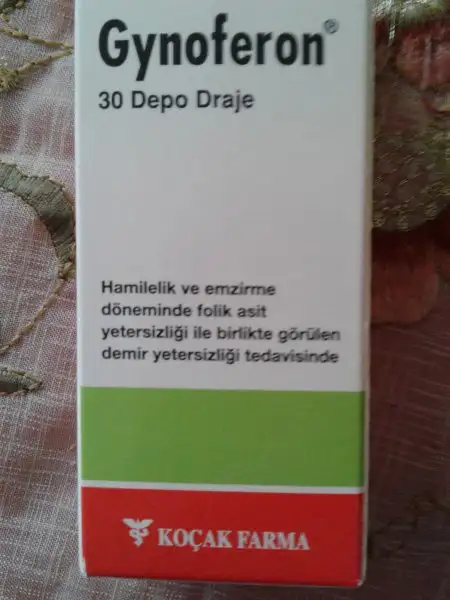 Gynoferon®
30 Depo Draje
Hamilelik ve emzirme
döneminde folik asit
yetersizliği ile birlikte görülen
demir yetersizliği tedavisinde
KOÇAK FARMA